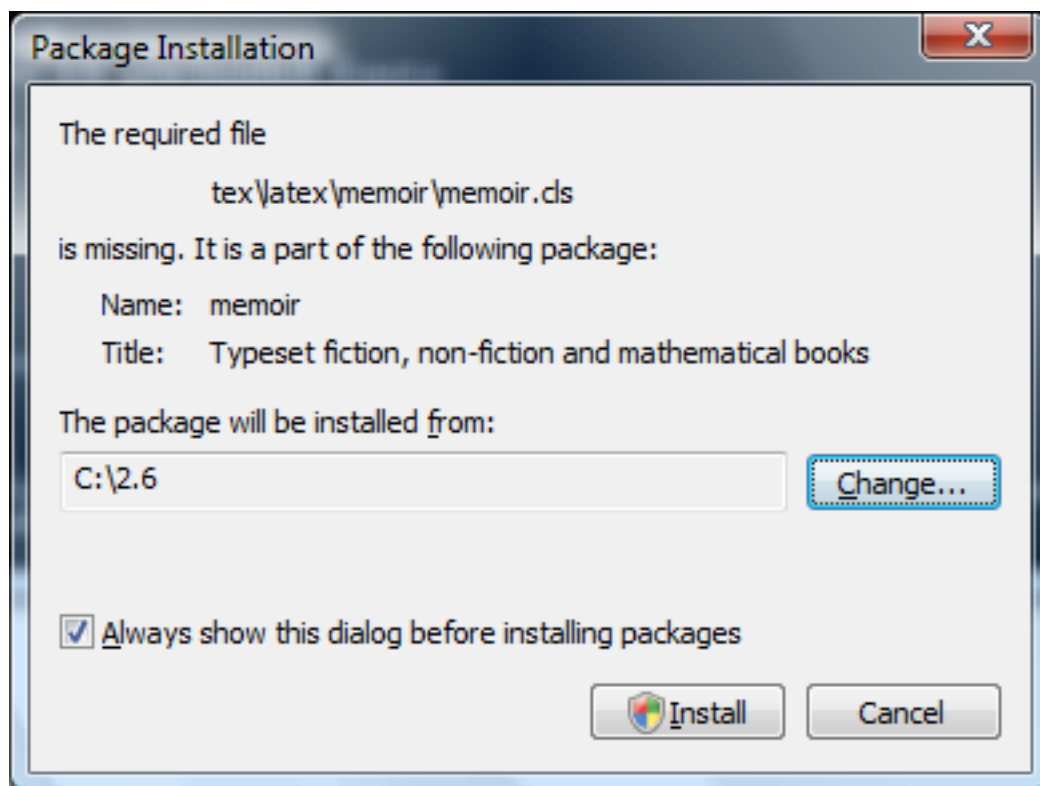 Package Installation
The required file
tex\latex\memoir\memoir.cls
is missing. It is a part of the following package:
Name: memoir
Title: Typeset fiction, non-fiction and mathematical books
The package will be installed from:
C:\2.6
Change...
Always show this dialog before installing packages
Install Cancel